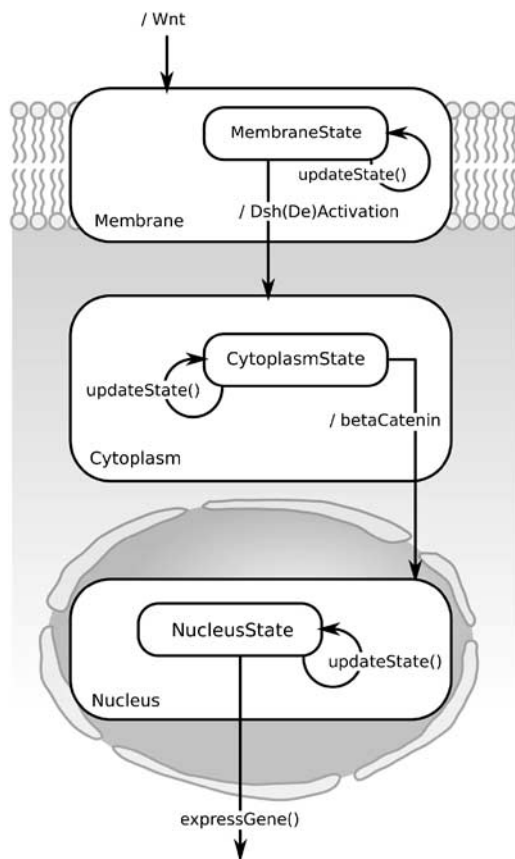 / Wnt
MembraneState
updateState()
/ Dsh(De)Activation
Membrane
CytoplasmState
updateState()
/ betaCatenin
Cytoplasm
NucleusState
updateState()
Nucleus
expressGene()